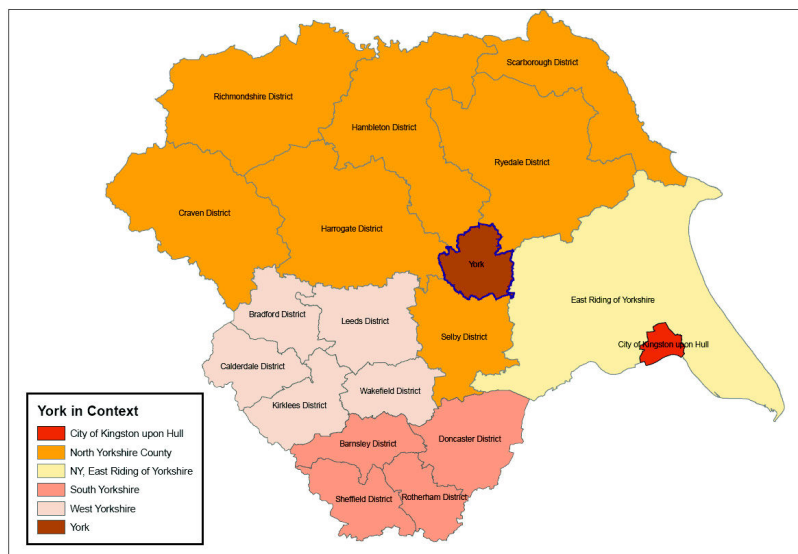 Scarborough District
Richmondshire District
Hambleton District
Ryedale District
Craven District
Harrogate District
York
East Riding of Yorkshire
Bradford District
Leeds District
Selby District
City of Kingston upon Hull
Calderdale District
Wakefield District
Kirklees District
Barnsley District
Doncaster District
Sheffield District
Rotherham District
York in Context
City of Kingston upon Hull
North Yorkshire County
NY, East Riding of Yorkshire
South Yorkshire
West Yorkshire
York